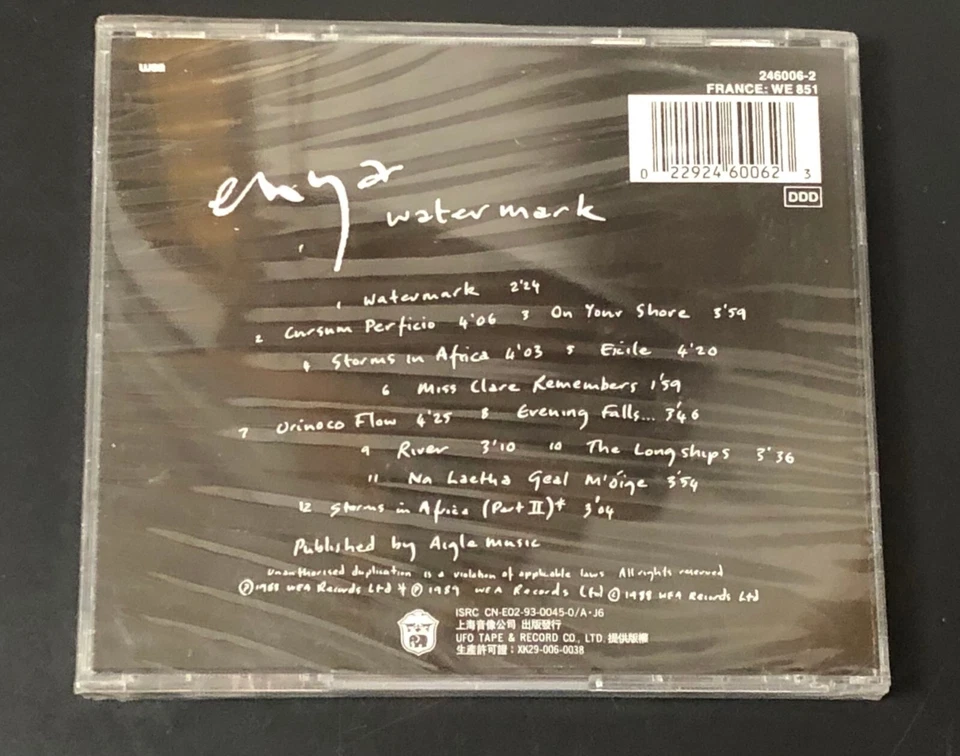 wea
246006-2
FRANCE: WE 851
0 22924 60062 3
DDD
enya
watermark
1 Watermark 2'24
2 Cursum Perficio 4'06 3 On Your Shore 3'59
4 Storms in Africa 4'03 5 Exile 4'20
6 Miss Clare Remembers 1'59
7 Orinoco Flow 4'25 8 Evening Falls... 3'46
9 River 3'10 10 The Longships 3'36
11 Na Laetha Geal M'óige 3'54
12 Storms in Africa (Part II)* 3'04
Published by Aigle Music
Unauthorised duplication is a violation of applicable laws All rights reserved
℗ 1988 WEA Records Ltd * ℗ 1989 WEA Records Ltd © 1988 WEA Records Ltd
ISRC CN-E02-93-0045-0/A·J6
上海音像公司 出版發行
UFO TAPE & RECORD CO., LTD. 提供版權
生產許可證：XK29-006-0038